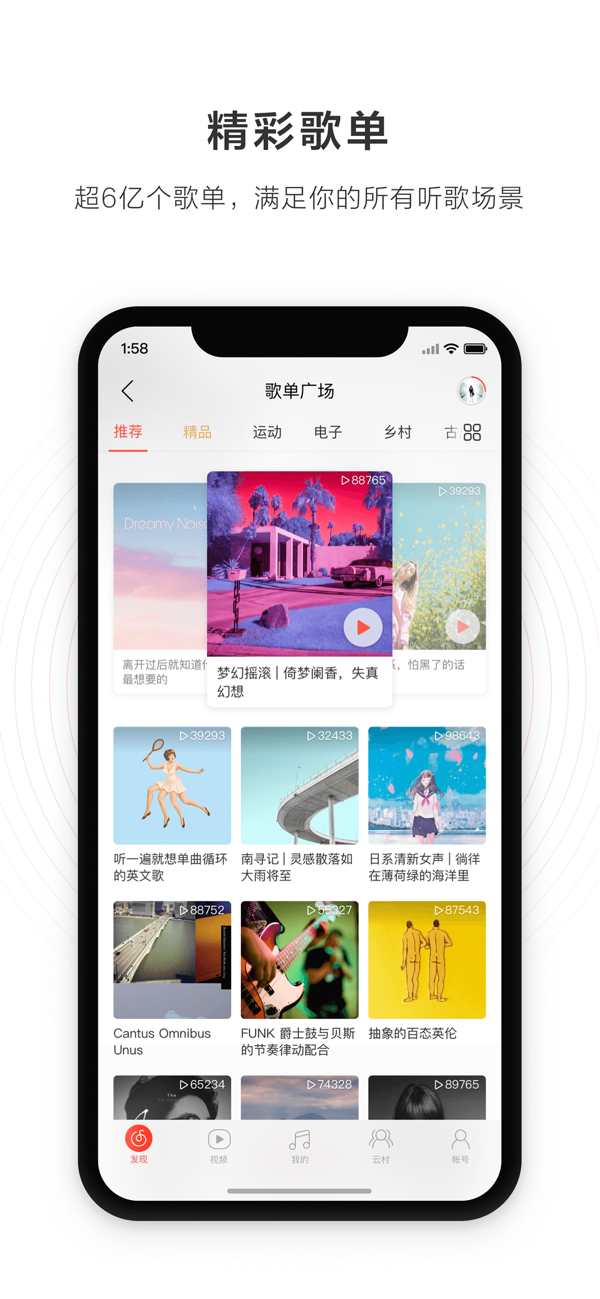 精彩歌单
超6亿个歌单，满足你的所有听歌场景
1:58
歌单广场
推荐 精品 运动 电子 乡村 古
88765
39293
离开过后就知道
最想要的
梦幻摇滚 | 倚梦阑香，失真
幻想
，怕黑了的话
39293
32433
98643
听一遍就想单曲循环
的英文歌
南寻记 | 灵感散落如
大雨将至
日系清新女声 | 徜徉
在薄荷绿的海洋里
88752
55327
87543
Cantus Omnibus
Unus
FUNK 爵士鼓与贝斯
的节奏律动配合
抽象的百态英伦
65234
74328
89765
The
发现 视频 我的 云村 帐号